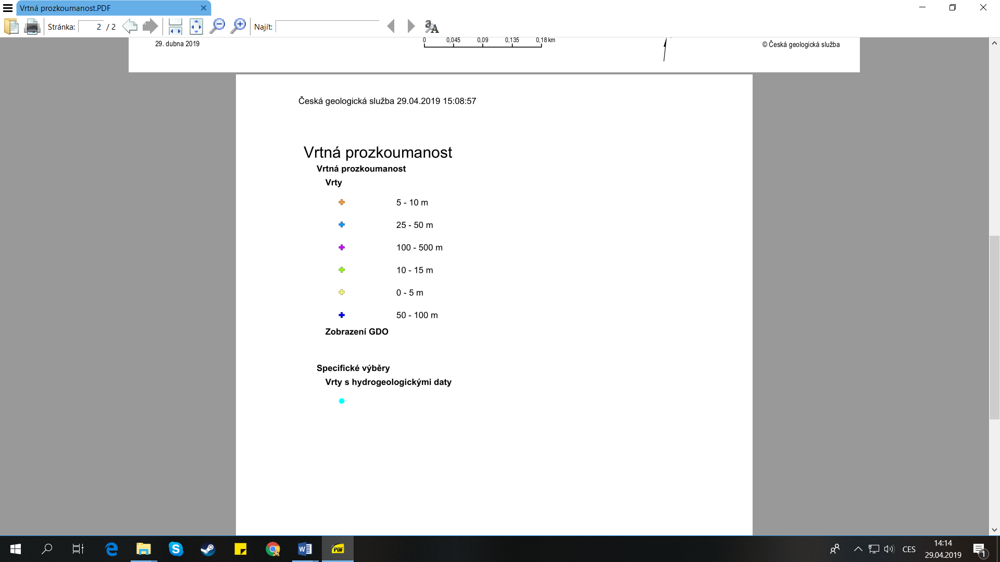 Vrtná prozkoumanost.PDF
Stránka: 2 / 2
Najít:
29. dubna 2019
0 0,045 0,09 0,135 0,18 km
© Česká geologická služba
Česká geologická služba 29.04.2019 15:08:57
Vrtná prozkoumanost
Vrtná prozkoumanost
Vrty
5 - 10 m
25 - 50 m
100 - 500 m
10 - 15 m
0 - 5 m
50 - 100 m
Zobrazení GDO
Specifické výběry
Vrty s hydrogeologickými daty
PDF
CES
14:14
29.04.2019
1